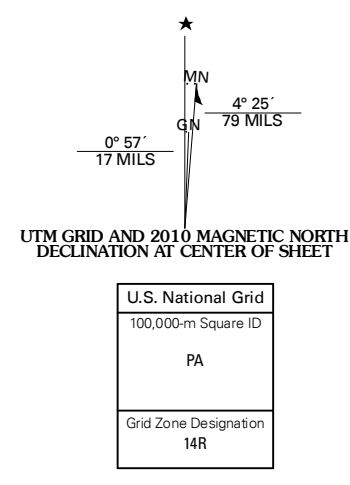 MN
4° 25´
79 MILS
GN
0° 57´
17 MILS
UTM GRID AND 2010 MAGNETIC NORTH
DECLINATION AT CENTER OF SHEET
U.S. National Grid
100,000-m Square ID
PA
Grid Zone Designation
14R